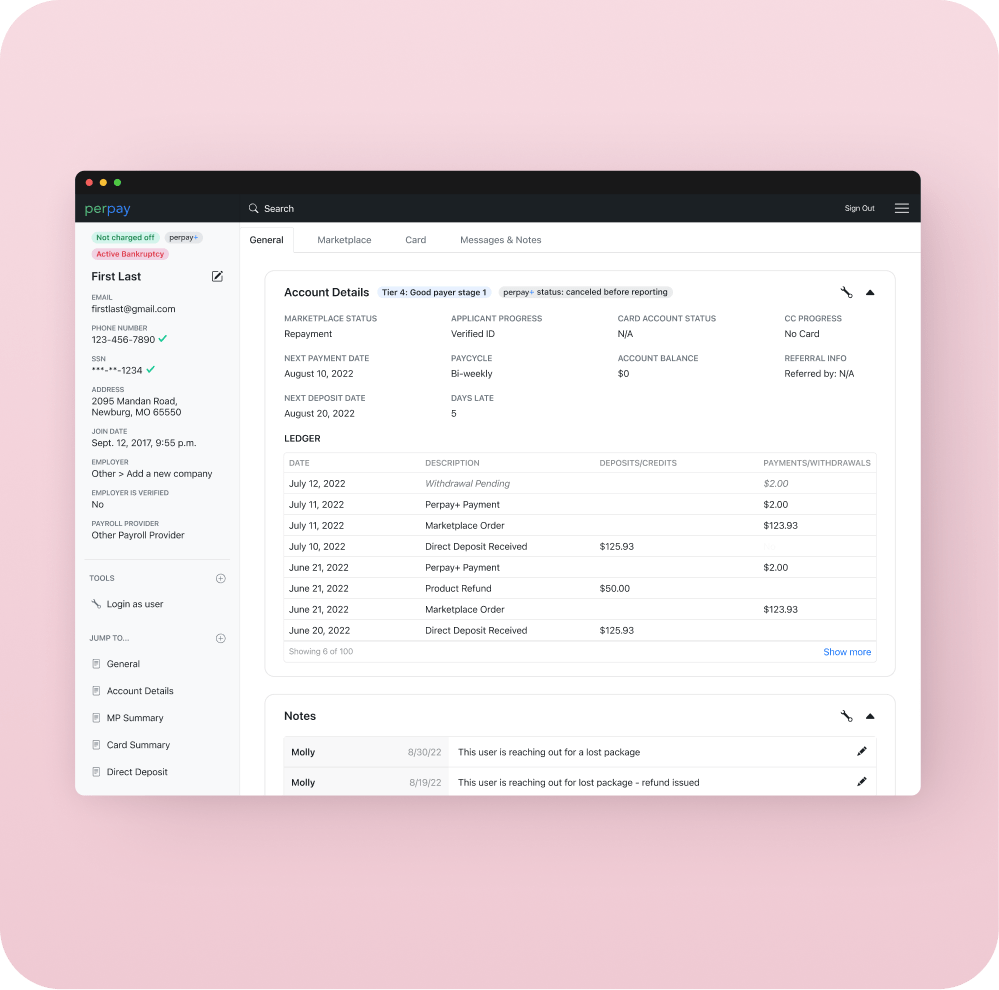 perpay
Search
Sign Out
Not charged off
perpay+
Active Bankruptcy
First Last
EMAIL
firstlast@gmail.com
PHONE NUMBER
123-456-7890
SSN
***-**-1234
ADDRESS
2095 Mandan Road,
Newburg, MO 65550
JOIN DATE
Sept. 12, 2017, 9:55 p.m.
EMPLOYER
Other > Add a new company
EMPLOYER IS VERIFIED
No
PAYROLL PROVIDER
Other Payroll Provider
TOOLS
Login as user
JUMP TO...
General
Account Details
MP Summary
Card Summary
Direct Deposit
General Marketplace Card Messages & Notes
Account Details Tier 4: Good payer stage 1 perpay+ status: canceled before reporting
MARKETPLACE STATUS APPLICANT PROGRESS CARD ACCOUNT STATUS CC PROGRESS
Repayment Verified ID N/A No Card
NEXT PAYMENT DATE PAYCYCLE ACCOUNT BALANCE REFERRAL INFO
August 10, 2022 Bi-weekly $0 Referred by: N/A
NEXT DEPOSIT DATE DAYS LATE
August 20, 2022 5
LEDGER
DATE DESCRIPTION DEPOSITS/CREDITS PAYMENTS/WITHDRAWALS
July 12, 2022 Withdrawal Pending $2.00
July 11, 2022 Perpay+ Payment $2.00
July 11, 2022 Marketplace Order $123.93
July 10, 2022 Direct Deposit Received $125.93
June 21, 2022 Perpay+ Payment $2.00
June 21, 2022 Product Refund $50.00
June 21, 2022 Marketplace Order $123.93
June 20, 2022 Direct Deposit Received $125.93
Showing 6 of 100 Show more
Notes
Molly 8/30/22 This user is reaching out for a lost package
Molly 8/19/22 This user is reaching out for lost package - refund issued